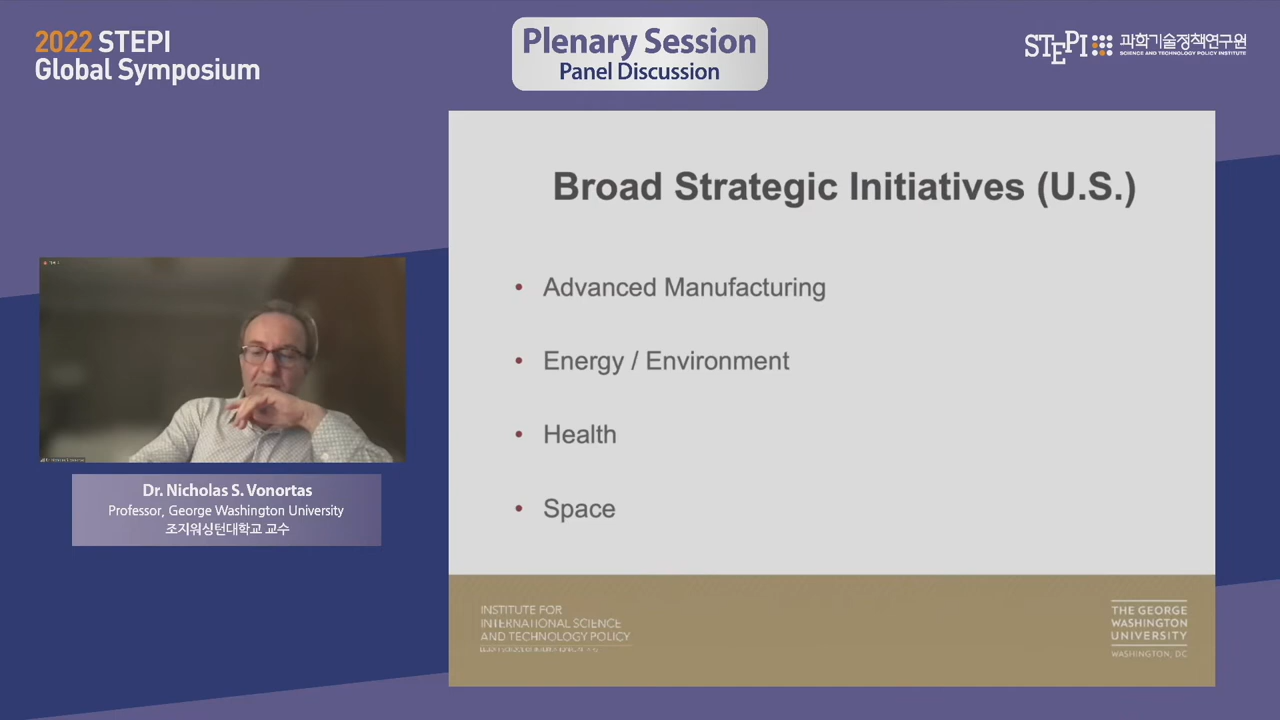 2022 STEPI
Global Symposium
Plenary Session
Panel Discussion
STEPI 과학기술정책연구원
SCIENCE AND TECHNOLOGY POLICY INSTITUTE
Broad Strategic Initiatives (U.S.)
• Advanced Manufacturing
• Energy / Environment
• Health
• Space
Dr. Nicholas S. Vonortas
Professor, George Washington University
조지워싱턴대학교 교수
INSTITUTE FOR
INTERNATIONAL SCIENCE
AND TECHNOLOGY POLICY
THE GEORGE
WASHINGTON
UNIVERSITY
WASHINGTON, DC